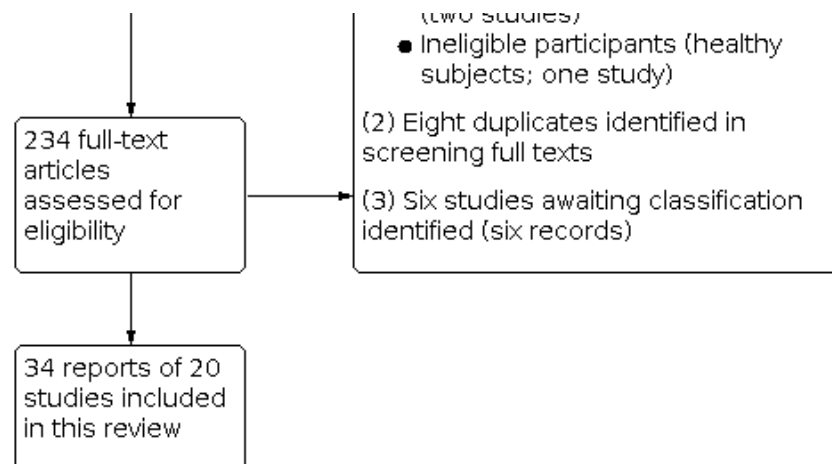 (two studies)
● Ineligible participants (healthy
subjects; one study)
(2) Eight duplicates identified in
screening full texts
(3) Six studies awaiting classification
identified (six records)
234 full-text
articles
assessed for
eligibility
34 reports of 20
studies included
in this review